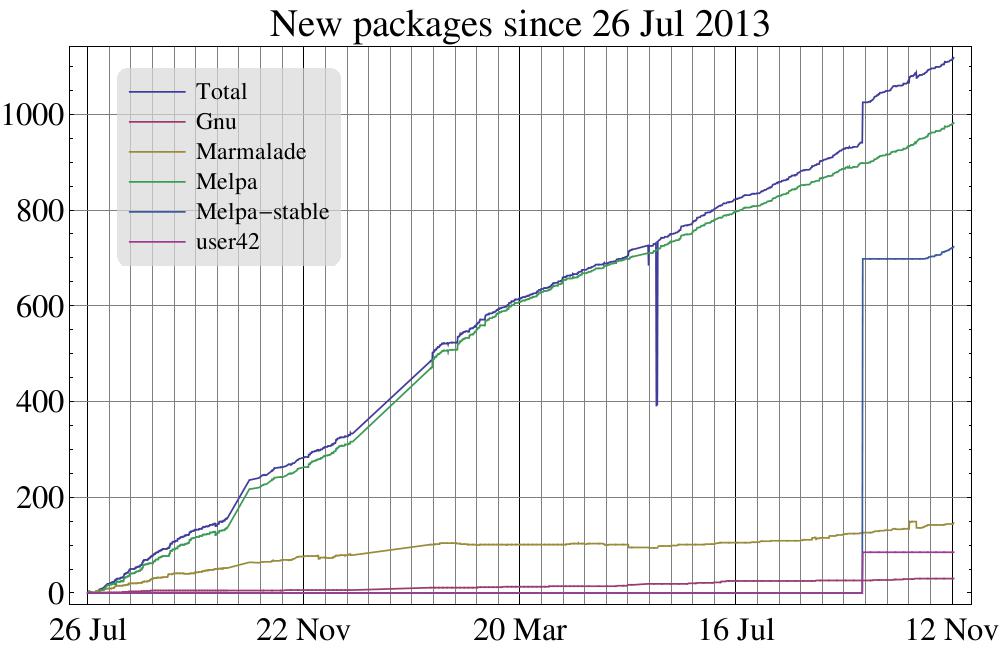 New packages since 26 Jul 2013
Total
Gnu
Marmalade
Melpa
Melpa-stable
user42
1000
800
600
400
200
0
26 Jul 22 Nov 20 Mar 16 Jul 12 Nov